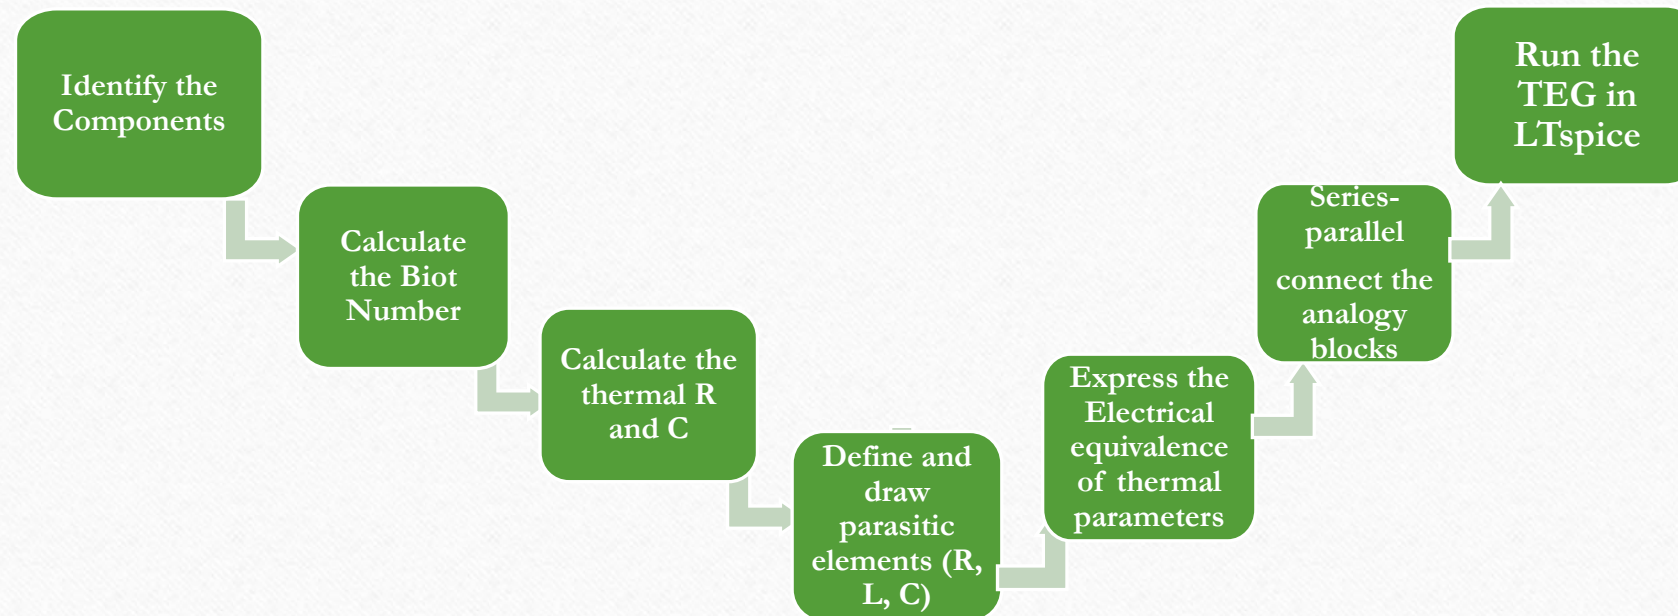 Identify the
Components
Calculate
the Biot
Number
Calculate the
thermal R
and C
Define and
draw
parasitic
elements (R,
L, C)
Express the
Electrical
equivalence
of thermal
parameters
Series-
parallel
connect the
analogy
blocks
Run the
TEG in
LTspice